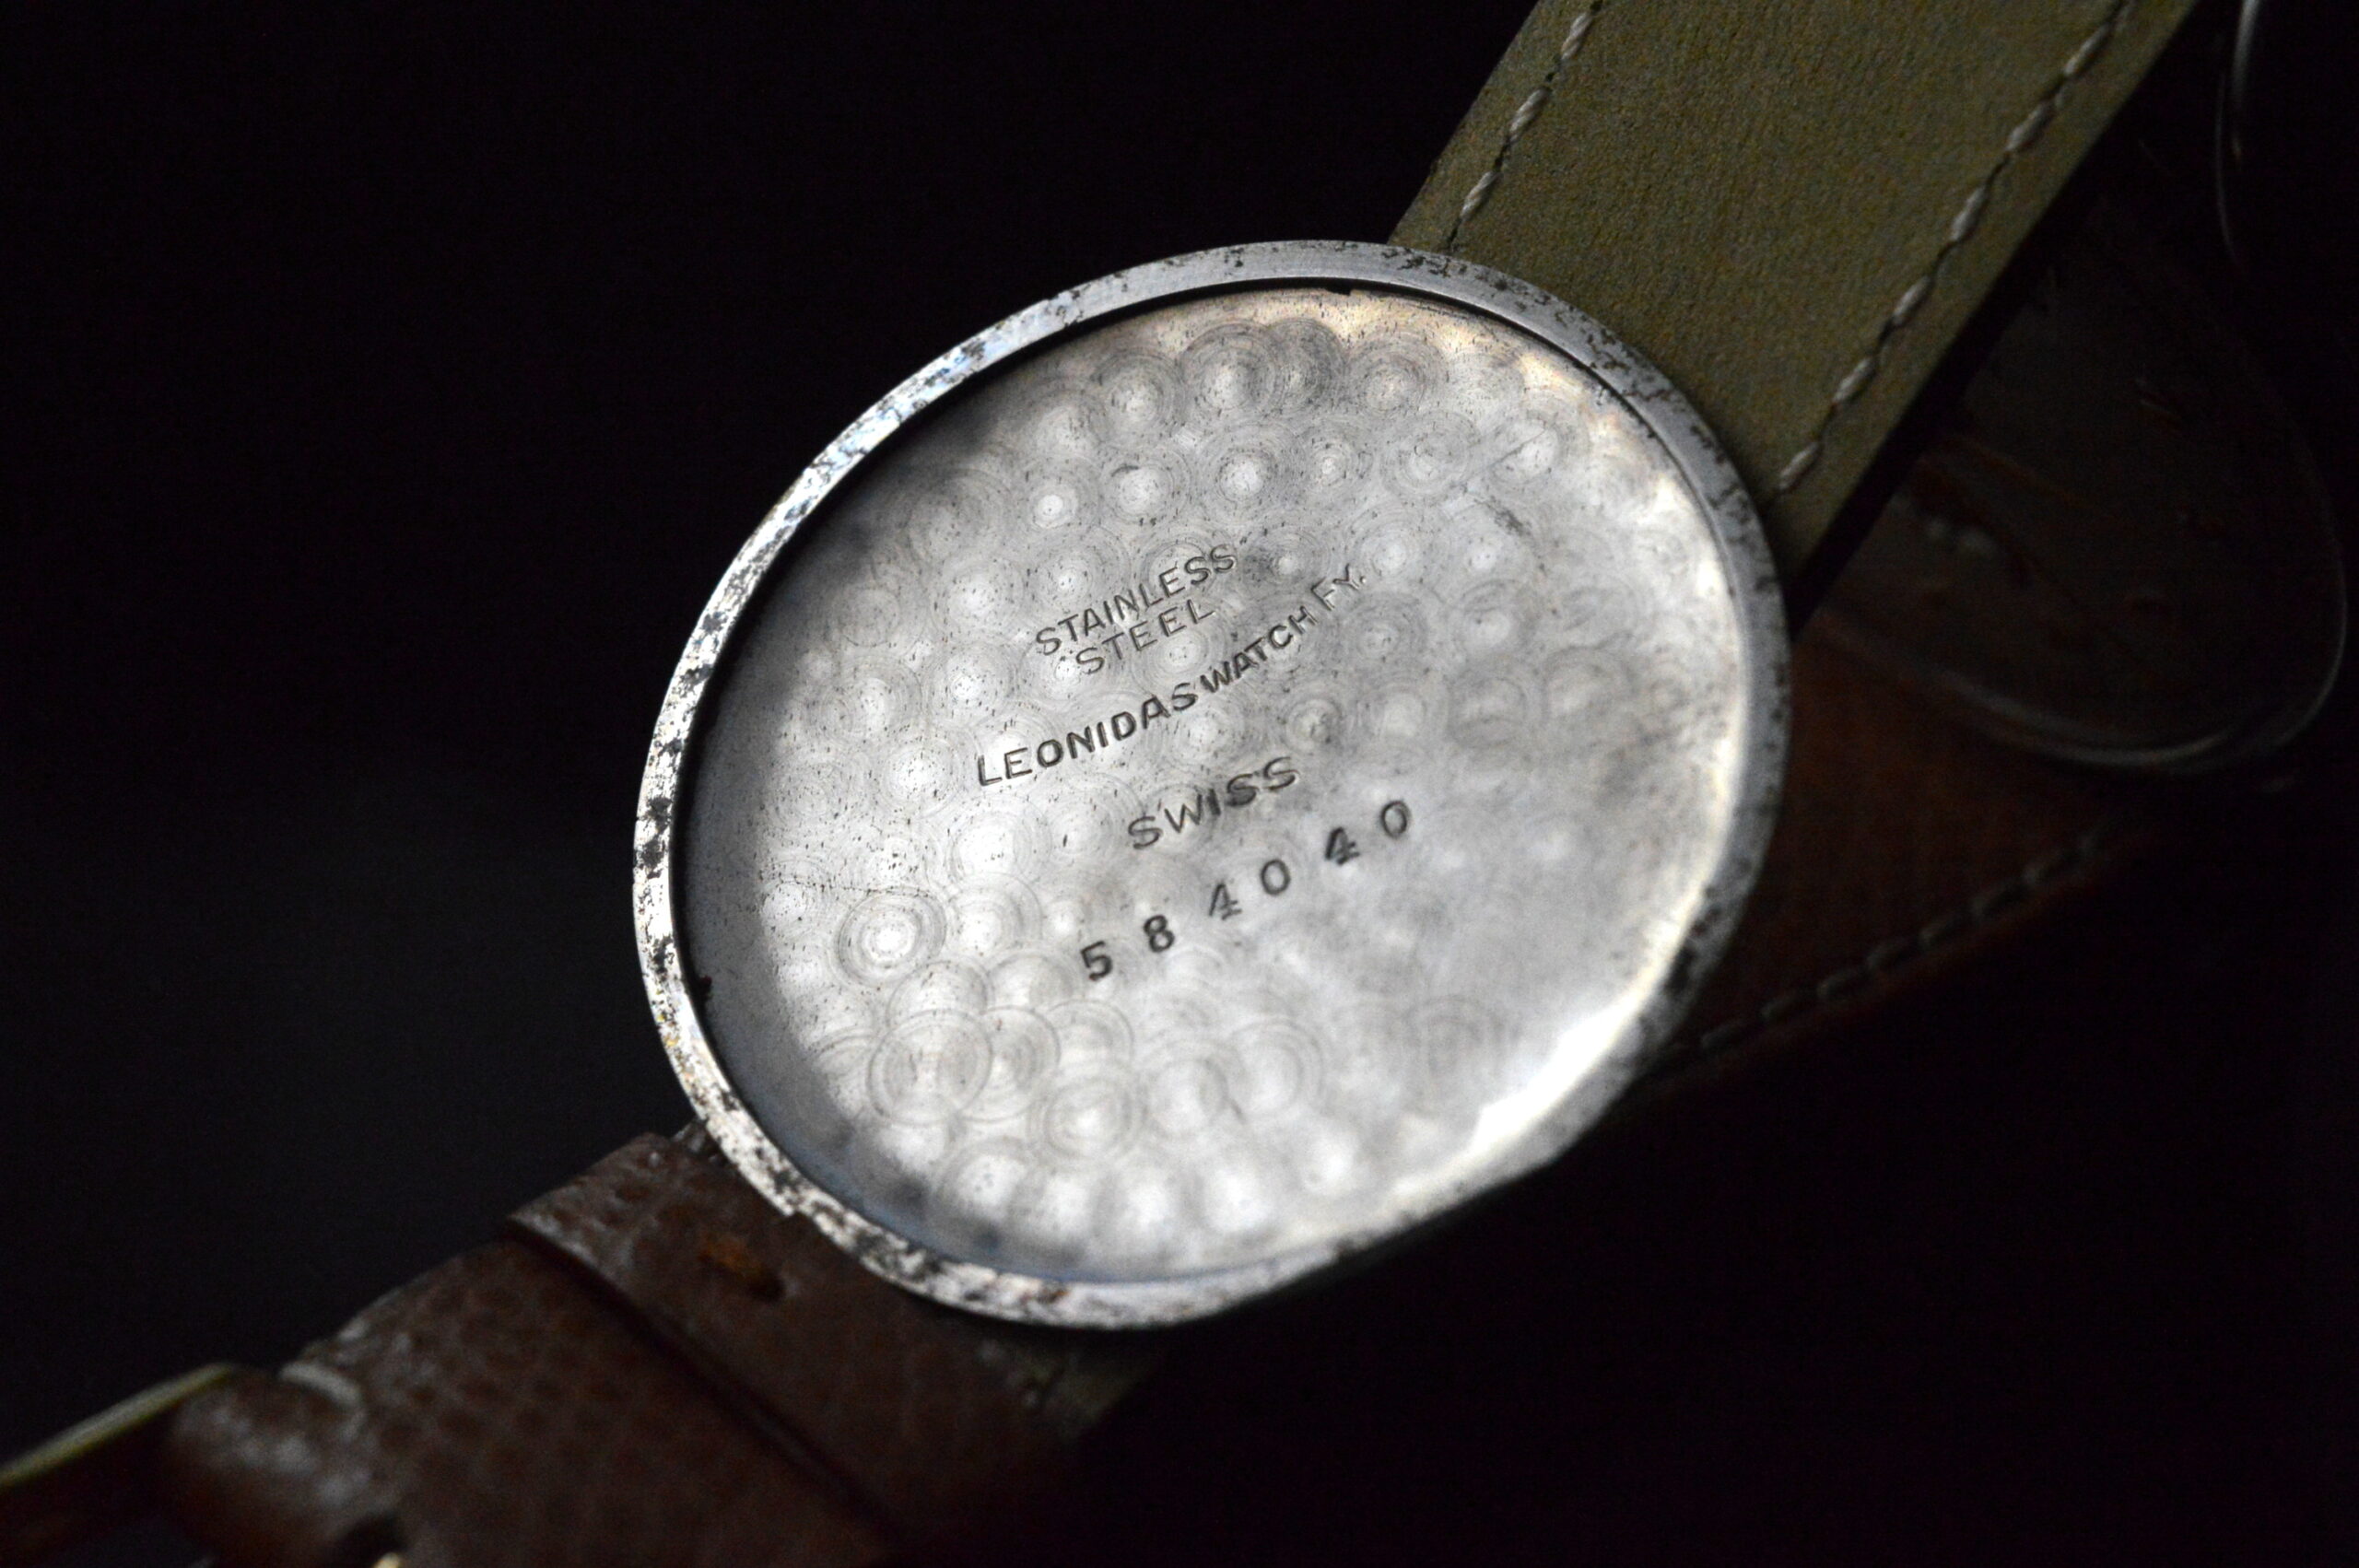 STAINLESS
STEEL
LEONIDAS WATCH FY.
SWISS
584040